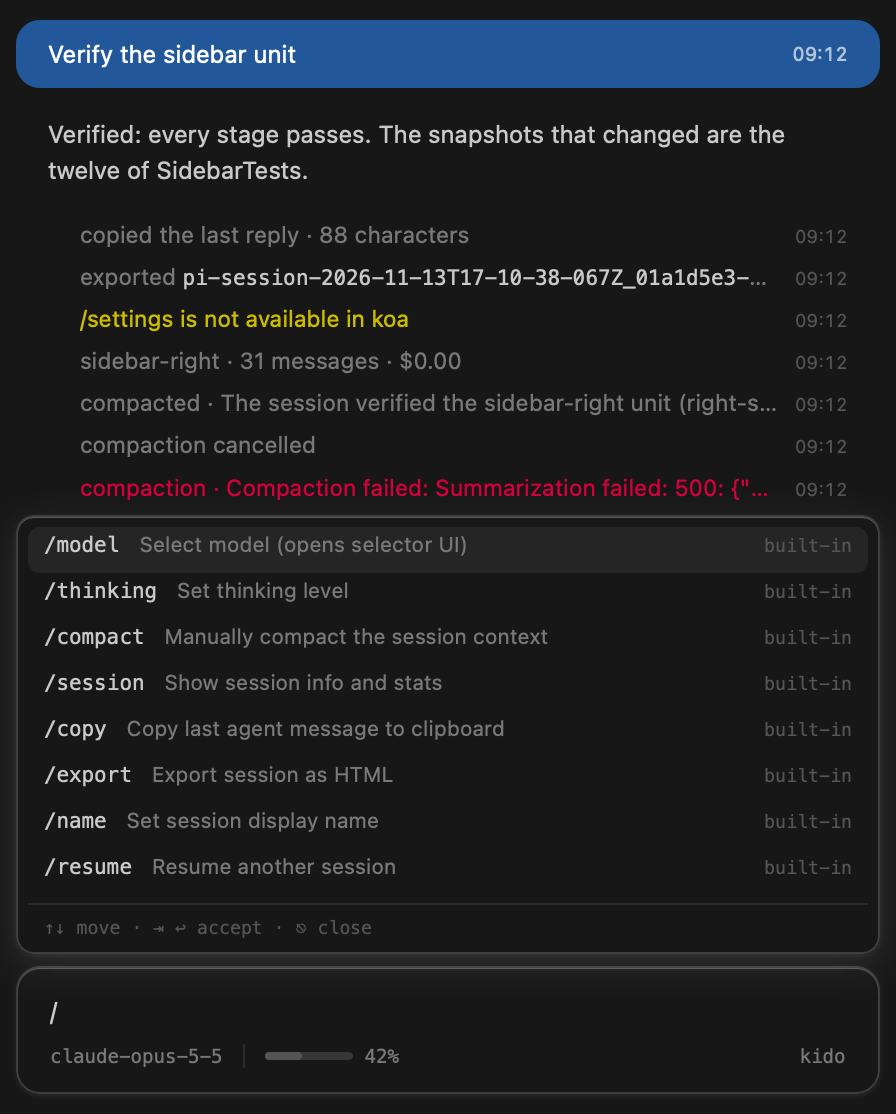 Verify the sidebar unit 09:12
Verified: every stage passes. The snapshots that changed are the
twelve of SidebarTests.
copied the last reply · 88 characters 09:12
exported pi-session-2026-11-13T17-10-38-067Z_01a1d5e3-… 09:12
/settings is not available in koa 09:12
sidebar-right · 31 messages · $0.00 09:12
compacted · The session verified the sidebar-right unit (right-s… 09:12
compaction cancelled 09:12
compaction · Compaction failed: Summarization failed: 500: {"… 09:12
/model Select model (opens selector UI) built-in
/thinking Set thinking level built-in
/compact Manually compact the session context built-in
/session Show session info and stats built-in
/copy Copy last agent message to clipboard built-in
/export Export session as HTML built-in
/name Set session display name built-in
/resume Resume another session built-in
↑↓ move · ⇥ ↩ accept · ⎋ close
/
claude-opus-5-5 42% kido